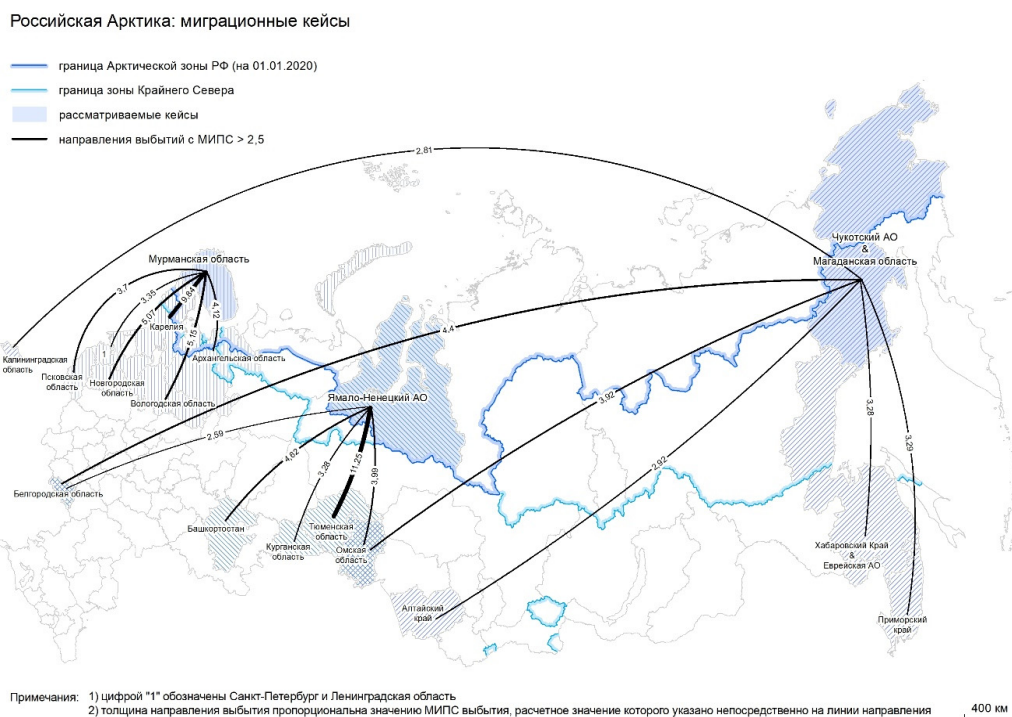 Российская Арктика: миграционные кейсы
граница Арктической зоны РФ (на 01.01.2020)
граница зоны Крайнего Севера
рассматриваемые кейсы
направления выбытий с МИПС > 2,5
2,81
Чукотский АО
&
Магаданская область
Мурманская область
3,7
3,35
9,84
5,07
4,12
Карелия
5,15
4,4
1
Калининградская
область
Архангельская область
Псковская
область
Новгородская
область
Вологодская область
Ямало-Ненецкий АО
3,92
3,28
2,59
3,29
4,62
3,28
11,25
3,99
2,92
Белгородская область
Башкортостан
Тюменская
область
Курганская
область
Омская
область
Хабаровский Край
&
Еврейская АО
Алтайский
край
Приморский
край
Примечания: 1) цифрой "1" обозначены Санкт-Петербург и Ленинградская область
2) толщина направления выбытия пропорциональна значению МИПС выбытия, расчетное значение которого указано непосредственно на линии направления
400 км